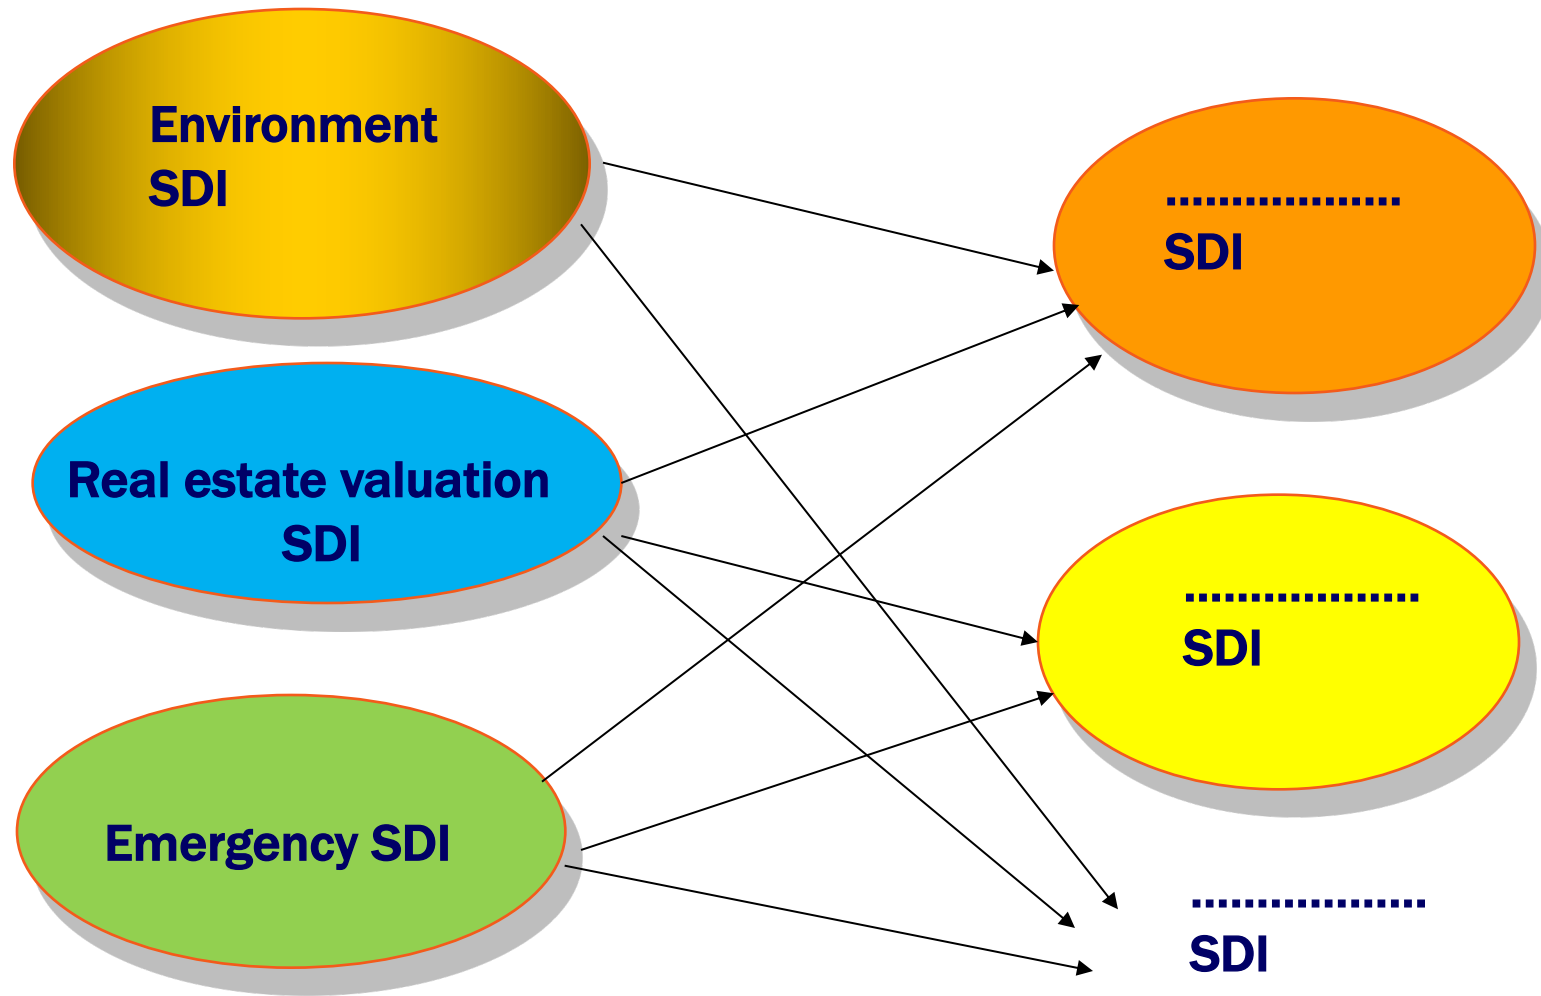 Environment
SDI
Real estate valuation
SDI
Emergency SDI
..................
SDI
..................
SDI
..................
SDI